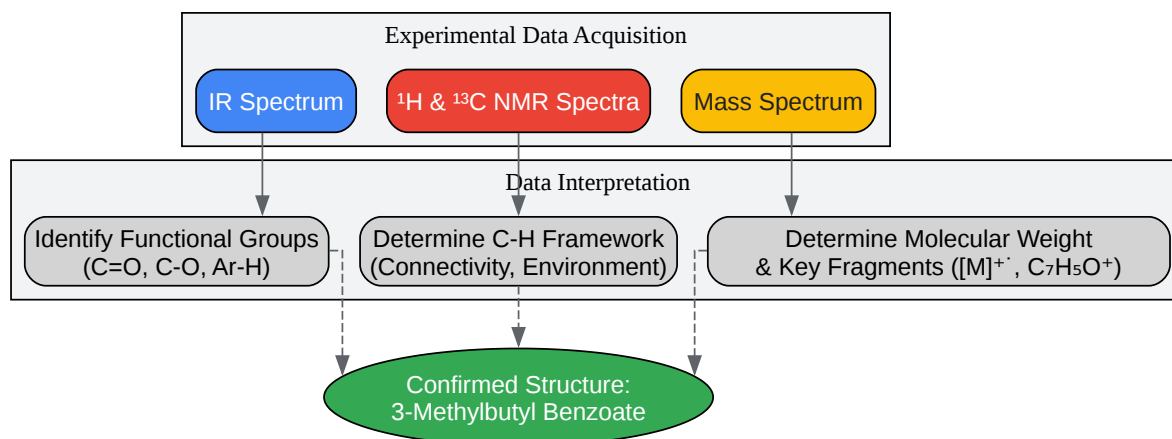 Experimental Data Acquisition
IR Spectrum
¹H & ¹³C NMR Spectra
Mass Spectrum
Data Interpretation
Identify Functional Groups
(C=O, C-O, Ar-H)
Determine C-H Framework
(Connectivity, Environment)
Determine Molecular Weight
& Key Fragments ([M]⁺˙, C₇H₅O⁺)
Confirmed Structure:
3-Methylbutyl Benzoate